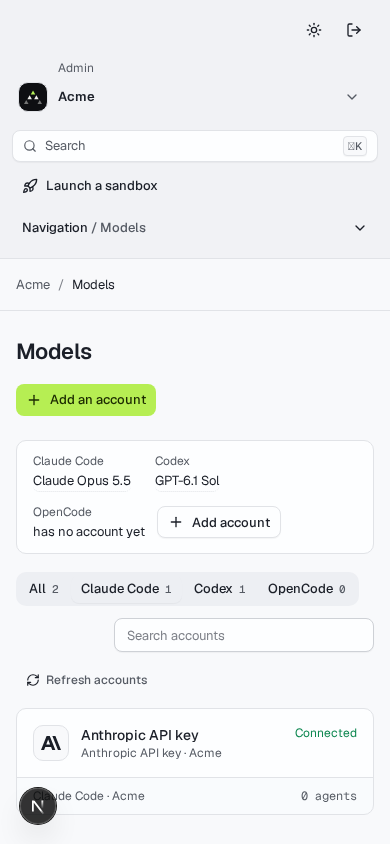 Admin
Acme
Search
K
Launch a sandbox
Navigation / Models
Acme / Models
Models
Add an account
Claude Code Codex
Claude Opus 5.5 GPT-6.1 Sol
OpenCode
has no account yet Add account
All 2 Claude Code 1 Codex 1 OpenCode 0
Search accounts
Refresh accounts
Anthropic API key Connected
Anthropic API key · Acme
Code · Acme 0 agents
N